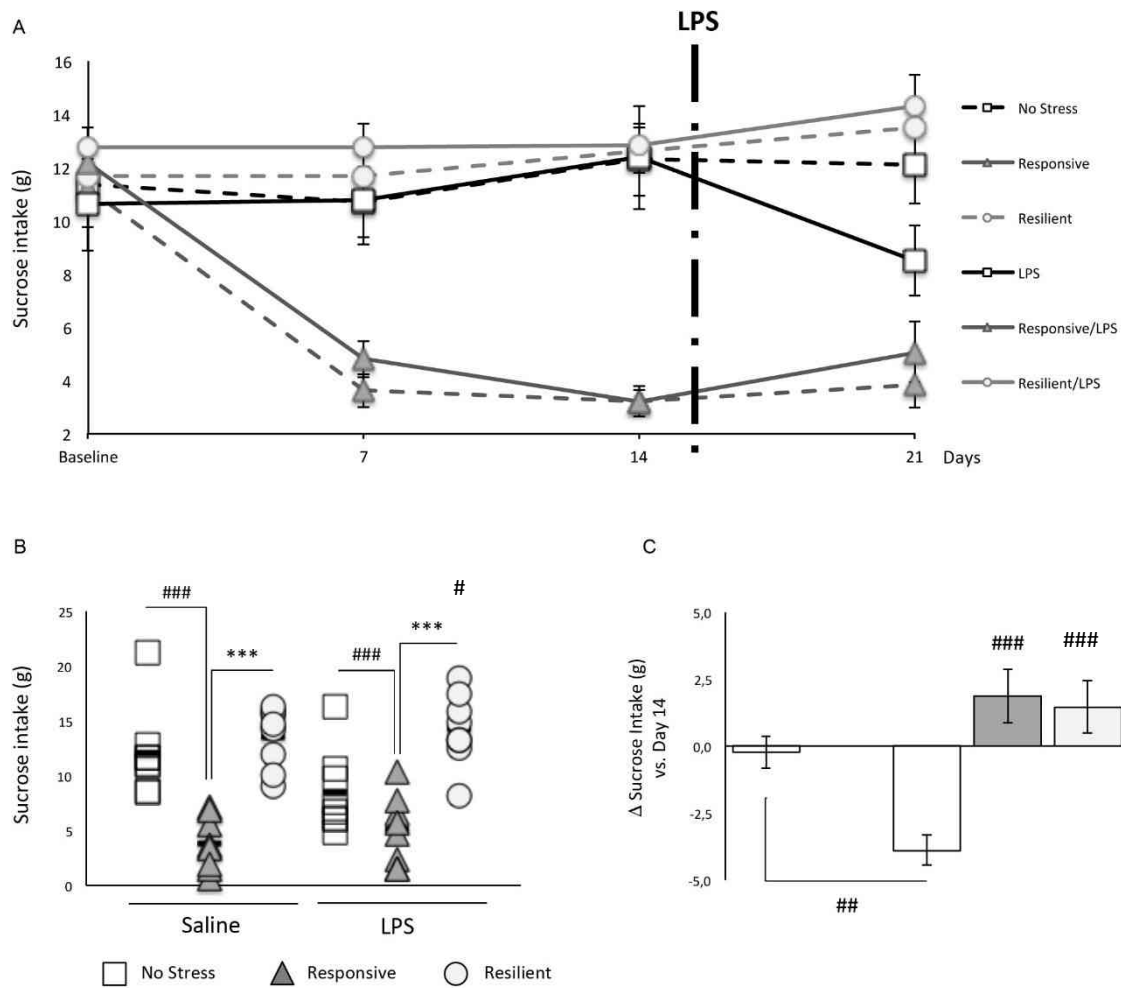 A
LPS
16
14
12
10
8
6
4
2
Sucrose intake (g)
Baseline
7
14
21
Days
No Stress
Responsive
Resilient
LPS
Responsive/LPS
Resilient/LPS
B
###
***
###
***
#
25
20
15
10
5
0
Sucrose intake (g)
Saline
LPS
No Stress
Responsive
Resilient
C
5,0
2,5
0,0
-2,5
-5,0
Δ Sucrose Intake (g)
vs. Day 14
###
###
##